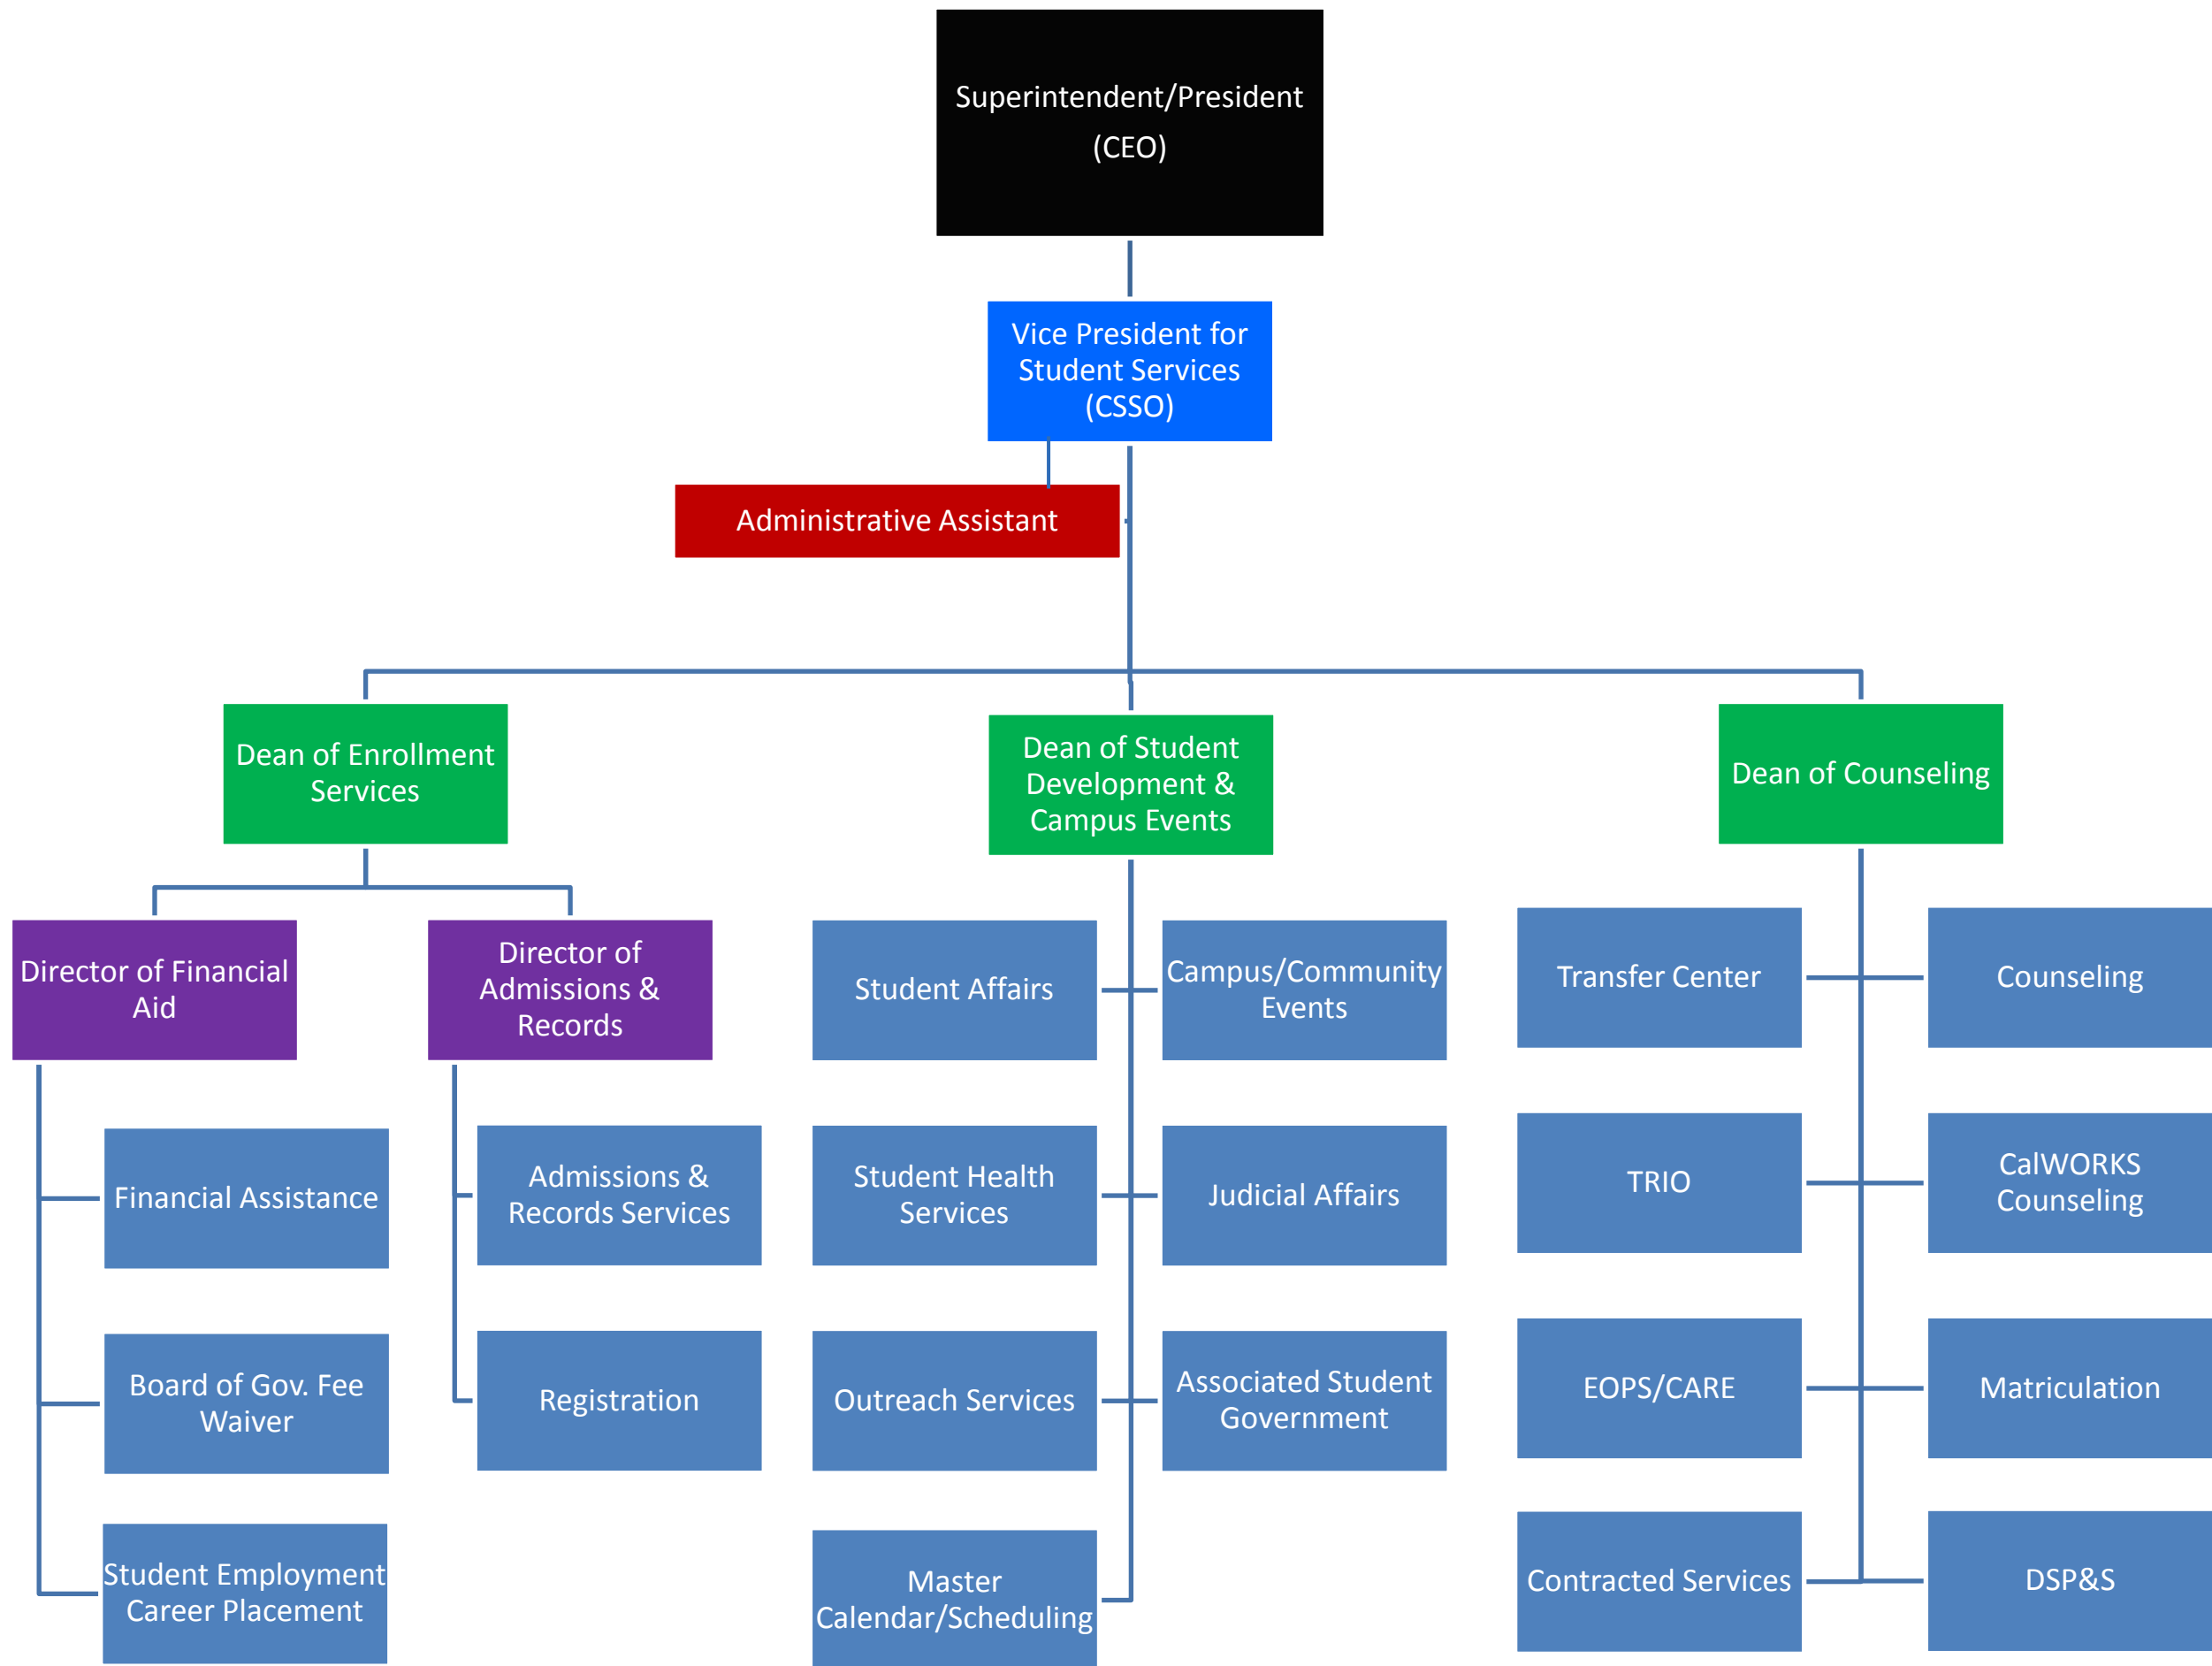 Superintendent/President
(CEO)
Vice President for
Student Services
(CSSO)
Administrative Assistant
Dean of Enrollment
Services
Dean of Student
Development &
Campus Events
Dean of Counseling
Director of Financial
Aid
Director of
Admissions &
Records
Student Affairs
Campus/Community
Events
Transfer Center
Counseling
Financial Assistance
Admissions &
Records Services
Student Health
Services
Judicial Affairs
TRIO
CalWORKS
Counseling
Board of Gov. Fee
Waiver
Registration
Outreach Services
Associated Student
Government
EOPS/CARE
Matriculation
Student Employment
Career Placement
Master
Calendar/Scheduling
Contracted Services
DSP&S